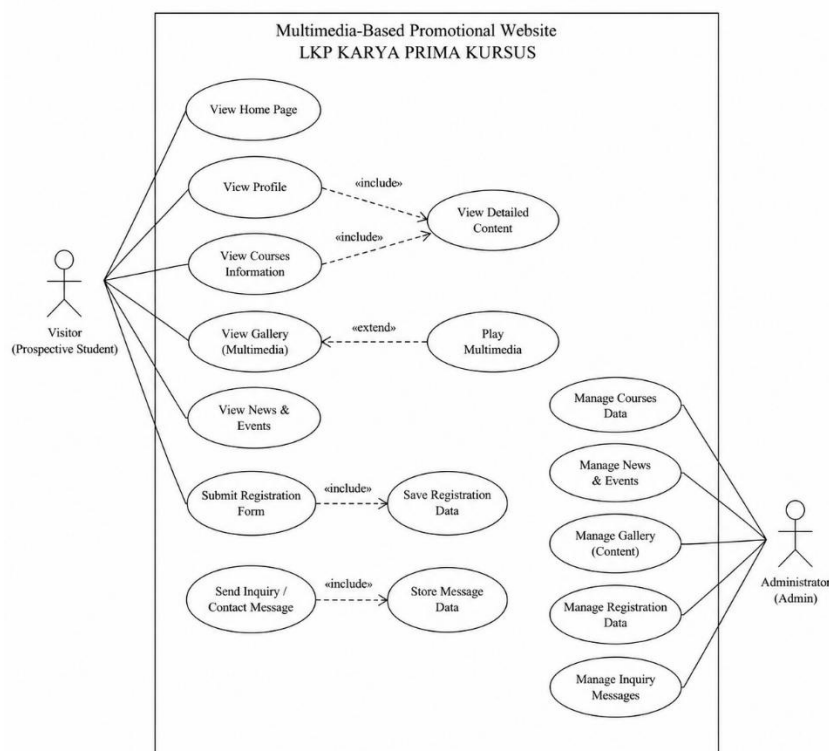 Multimedia-Based Promotional Website
LKP KARYA PRIMA KURSUS
View Home Page
View Profile
«include»
View Detailed
Content
View Courses
Information
«include»
Visitor
(Prospective Student)
View Gallery
(Multimedia)
«extend»
Play
Multimedia
View News &
Events
Manage Courses
Data
Manage News
& Events
Submit Registration
Form
«include»
Save Registration
Data
Manage Gallery
(Content)
Administrator
(Admin)
Send Inquiry /
Contact Message
«include»
Store Message
Data
Manage Registration
Data
Manage Inquiry
Messages